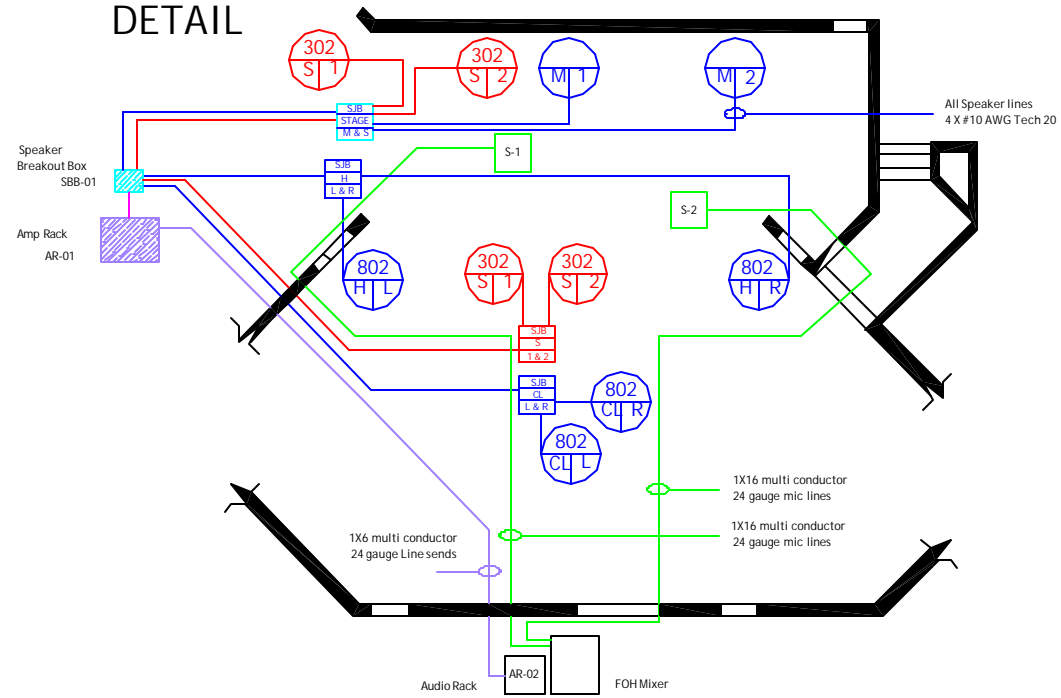 DETAIL
302
S 1
302
S 2
M 1
M 2
SJB
STAGE
M & S
All Speaker lines
4 X #10 AWG Tech 20
Speaker
Breakout Box
SBB-01
SJB
H
L & R
S-1
S-2
Amp Rack
AR-01
802
H L
302
S 1
302
S 2
802
H R
SJB
S
1 & 2
SJB
CL
L & R
802
CL R
802
CL L
1X16 multi conductor
24 gauge mic lines
1X16 multi conductor
24 gauge mic lines
1X6 multi conductor
24 gauge Line sends
Audio Rack
AR-02
FOH Mixer